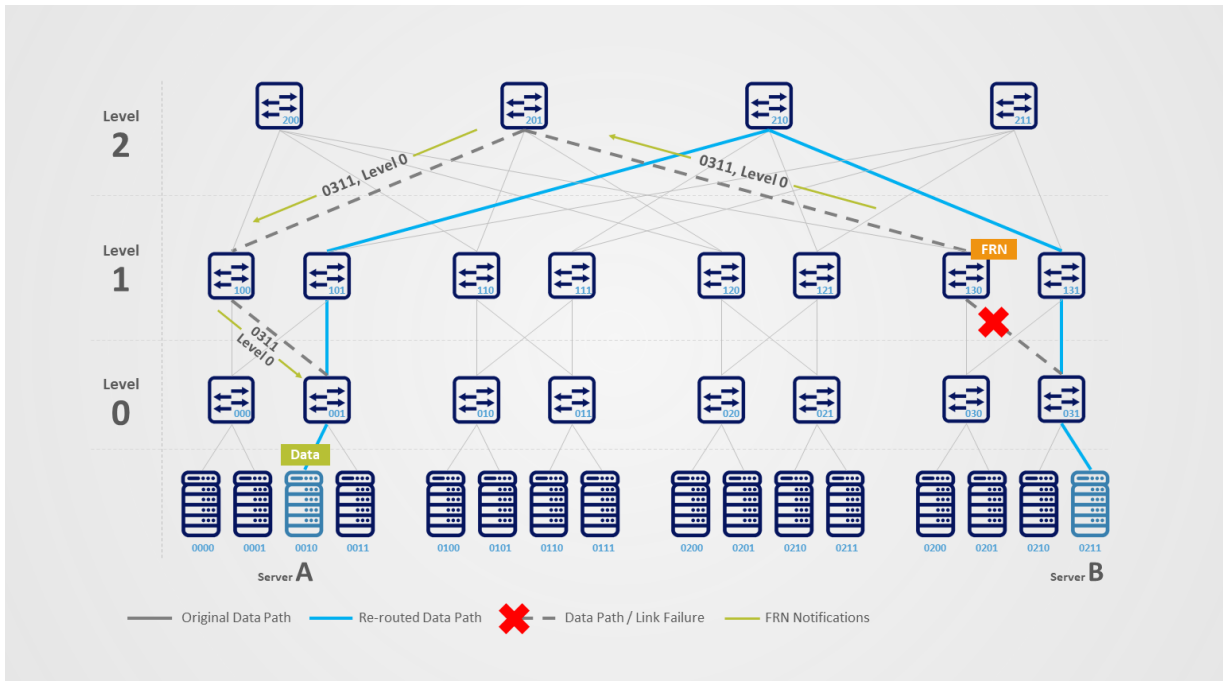 Level
2
200
201
210
211
0311, Level 0
0311, Level 0
Level
1
FRN
100
101
110
111
120
121
130
131
0311
Level 0
Level
0
000
001
010
011
020
021
030
031
Data
0000
0001
0010
0011
0100
0101
0110
0111
0200
0201
0210
0211
0200
0201
0210
0211
Server A
Server B
Original Data Path
Re-routed Data Path
Data Path / Link Failure
FRN Notifications